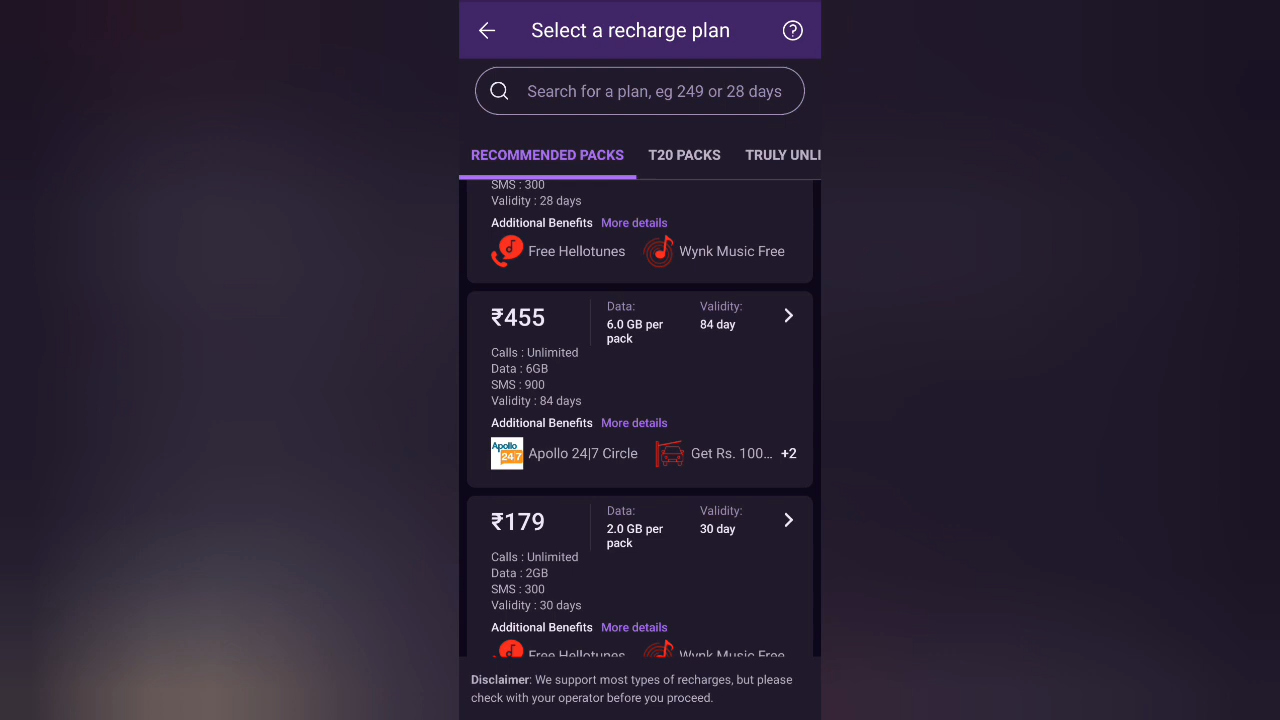 Select a recharge plan
Search for a plan, eg 249 or 28 days
RECOMMENDED PACKS T20 PACKS TRULY UNLI
SMS : 300
Validity : 28 days
Additional Benefits More details
Free Hellotunes Wynk Music Free
₹455 Data: Validity:
6.0 GB per 84 day
pack
Calls : Unlimited
Data : 6GB
SMS : 900
Validity : 84 days
Additional Benefits More details
Apollo 24|7 Apollo 24|7 Circle Get Rs. 100... +2
₹179 Data: Validity:
2.0 GB per 30 day
pack
Calls : Unlimited
Data : 2GB
SMS : 300
Validity : 30 days
Additional Benefits More details
Free Hellotunes Wynk Music Free
Disclaimer: We support most types of recharges, but please
check with your operator before you proceed.